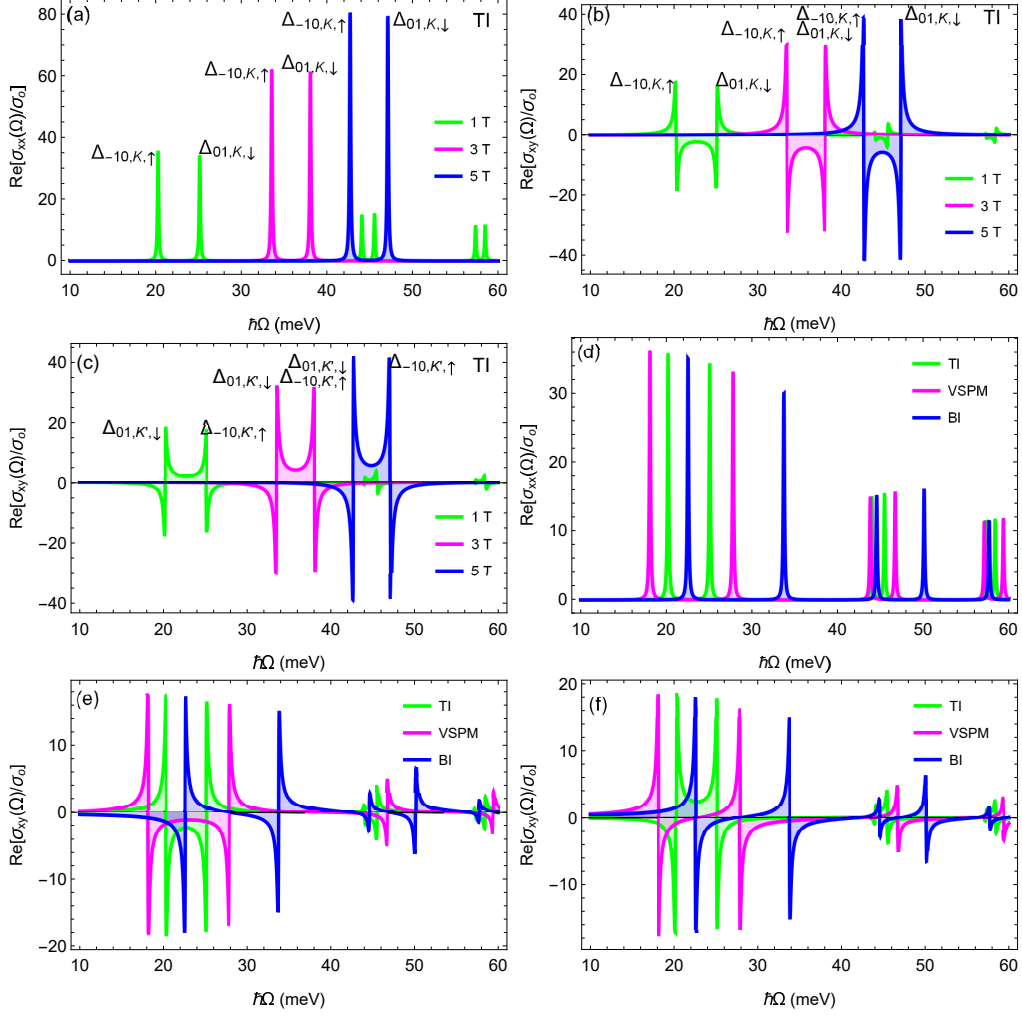 (a)
TI
Δ₋₁₀,K,↑
Δ₀₁,K,↓
Δ₋₁₀,K,↑
Δ₀₁,K,↓
Δ₋₁₀,K,↑
Δ₀₁,K,↓
1 T
3 T
5 T
Re[σxx(Ω)/σo]
80
60
40
20
0
10 20 30 40 50 60
ħΩ (meV)
(b)
TI
Δ₋₁₀,K,↑
Δ₀₁,K,↓
Δ₋₁₀,K,↑
Δ₀₁,K,↓
Δ₋₁₀,K,↑
Δ₀₁,K,↓
1 T
3 T
5 T
Re[σxy(Ω)/σo]
40
20
0
−20
−40
10 20 30 40 50 60
ħΩ (meV)
(c)
TI
Δ₀₁,K',↓
Δ₋₁₀,K',↑
Δ₀₁,K',↓
Δ₋₁₀,K',↑
Δ₀₁,K',↓
Δ₋₁₀,K',↑
1 T
3 T
5 T
Re[σxy(Ω)/σo]
40
20
0
−20
−40
10 20 30 40 50 60
ħΩ (meV)
(d)
TI
VSPM
BI
Re[σxx(Ω)/σo]
30
20
10
0
10 20 30 40 50 60
ħΩ (meV)
(e)
TI
VSPM
BI
Re[σxy(Ω)/σo]
10
0
−10
−20
10 20 30 40 50 60
ħΩ (meV)
(f)
TI
VSPM
BI
Re[σxy(Ω)/σo]
20
10
0
−10
10 20 30 40 50 60
ħΩ (meV)